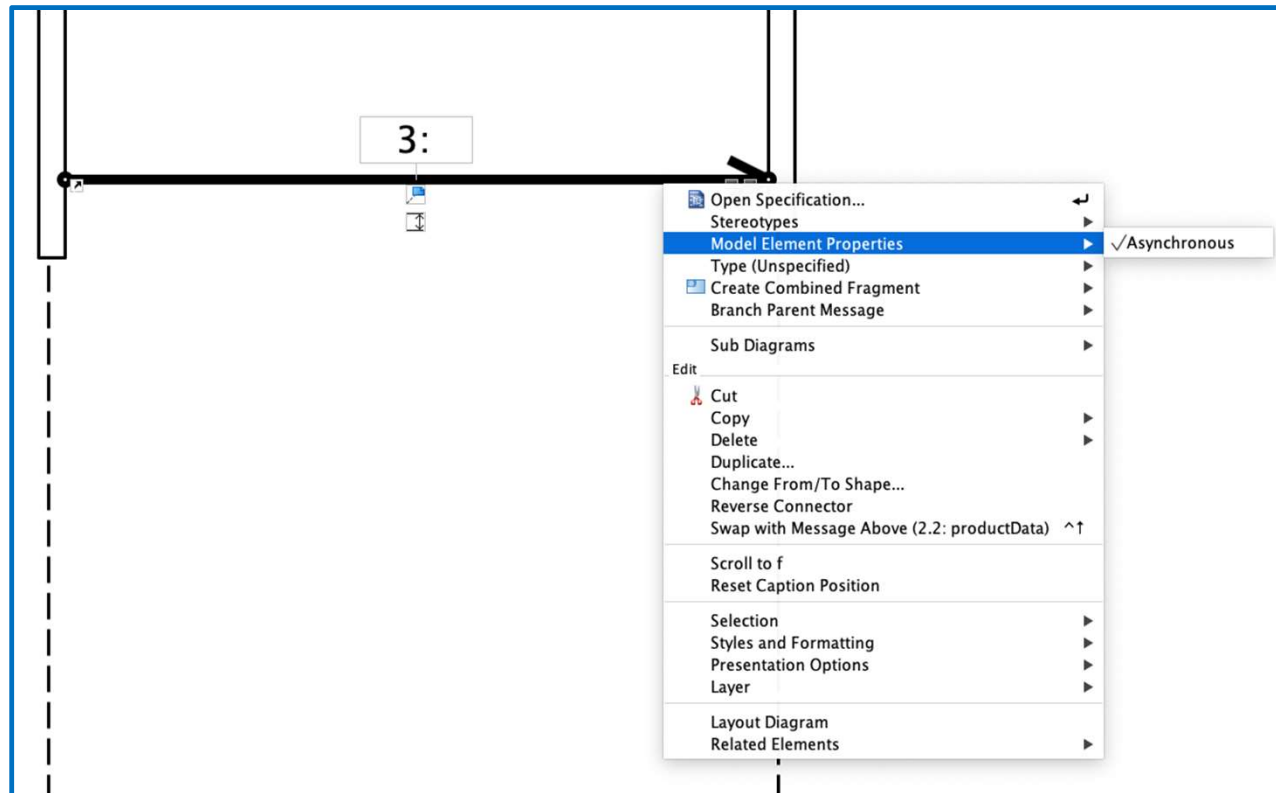 3:
Open Specification...
Stereotypes
Model Element Properties
✓Asynchronous
Type (Unspecified)
Create Combined Fragment
Branch Parent Message
Sub Diagrams
Edit
Cut
Copy
Delete
Duplicate...
Change From/To Shape...
Reverse Connector
Swap with Message Above (2.2: productData) ^↑
Scroll to f
Reset Caption Position
Selection
Styles and Formatting
Presentation Options
Layer
Layout Diagram
Related Elements